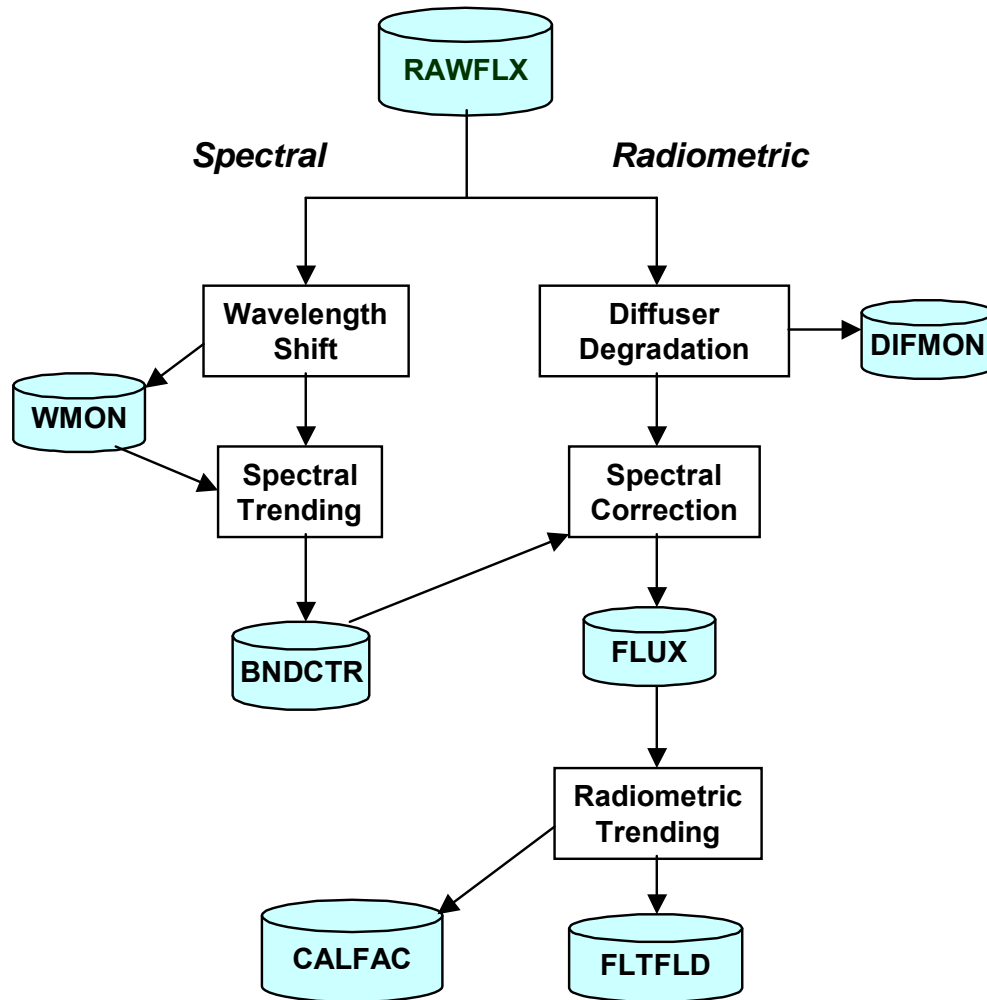 RAWFLX
Spectral
Radiometric
Wavelength
Shift
Diffuser
Degradation
DIFMON
WMON
Spectral
Trending
Spectral
Correction
BNDCTR
FLUX
Radiometric
Trending
CALFAC
FLTFLD